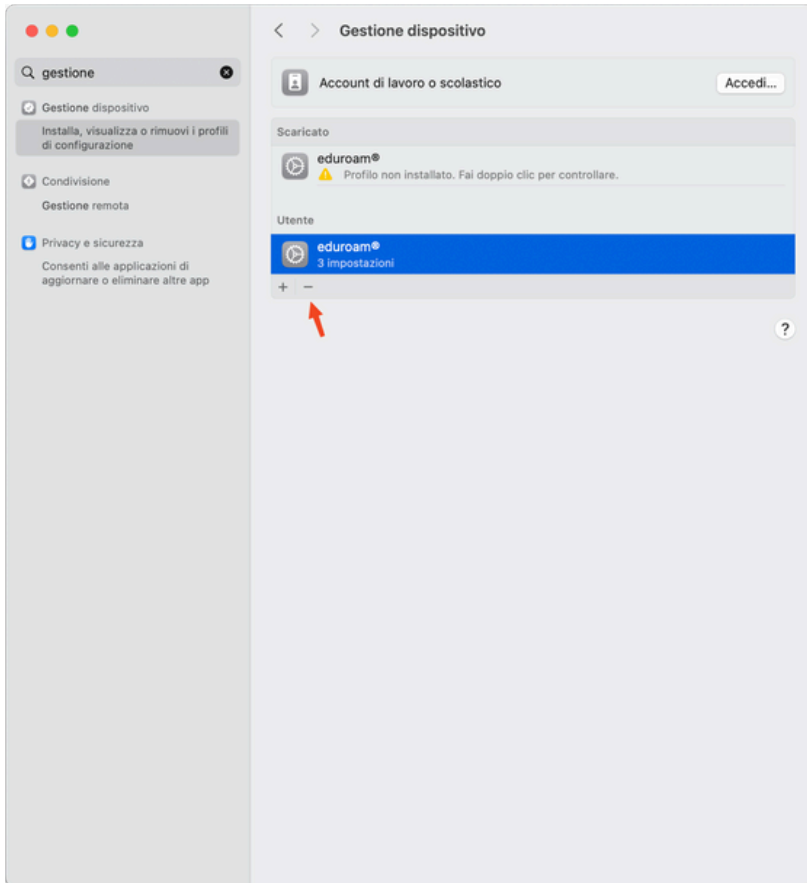 gestione
Gestione dispositivo
Installa, visualizza o rimuovi i profili
di configurazione
Condivisione
Gestione remota
Privacy e sicurezza
Consenti alle applicazioni di
aggiornare o eliminare altre app
Gestione dispositivo
Account di lavoro o scolastico
Accedi...
Scaricato
eduroam®
Profilo non installato. Fai doppio clic per controllare.
Utente
eduroam®
3 impostazioni
+ −
?